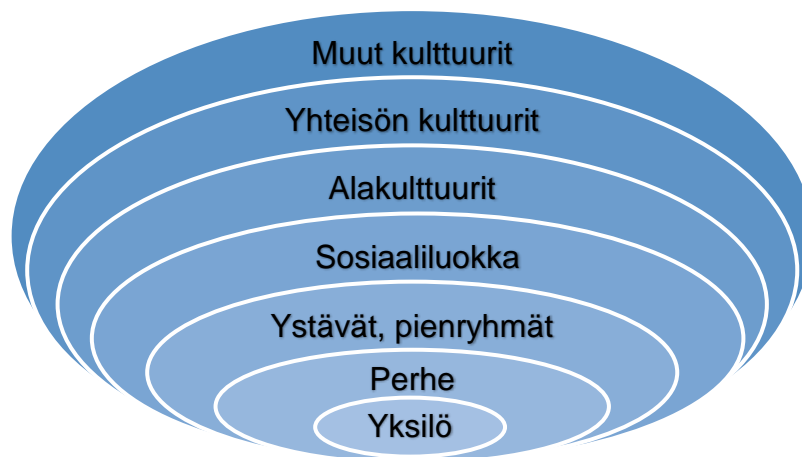 Muut kulttuurit
Yhteisön kulttuurit
Alakulttuurit
Sosiaaliluokka
Ystävät, pienryhmät
Perhe
Yksilö